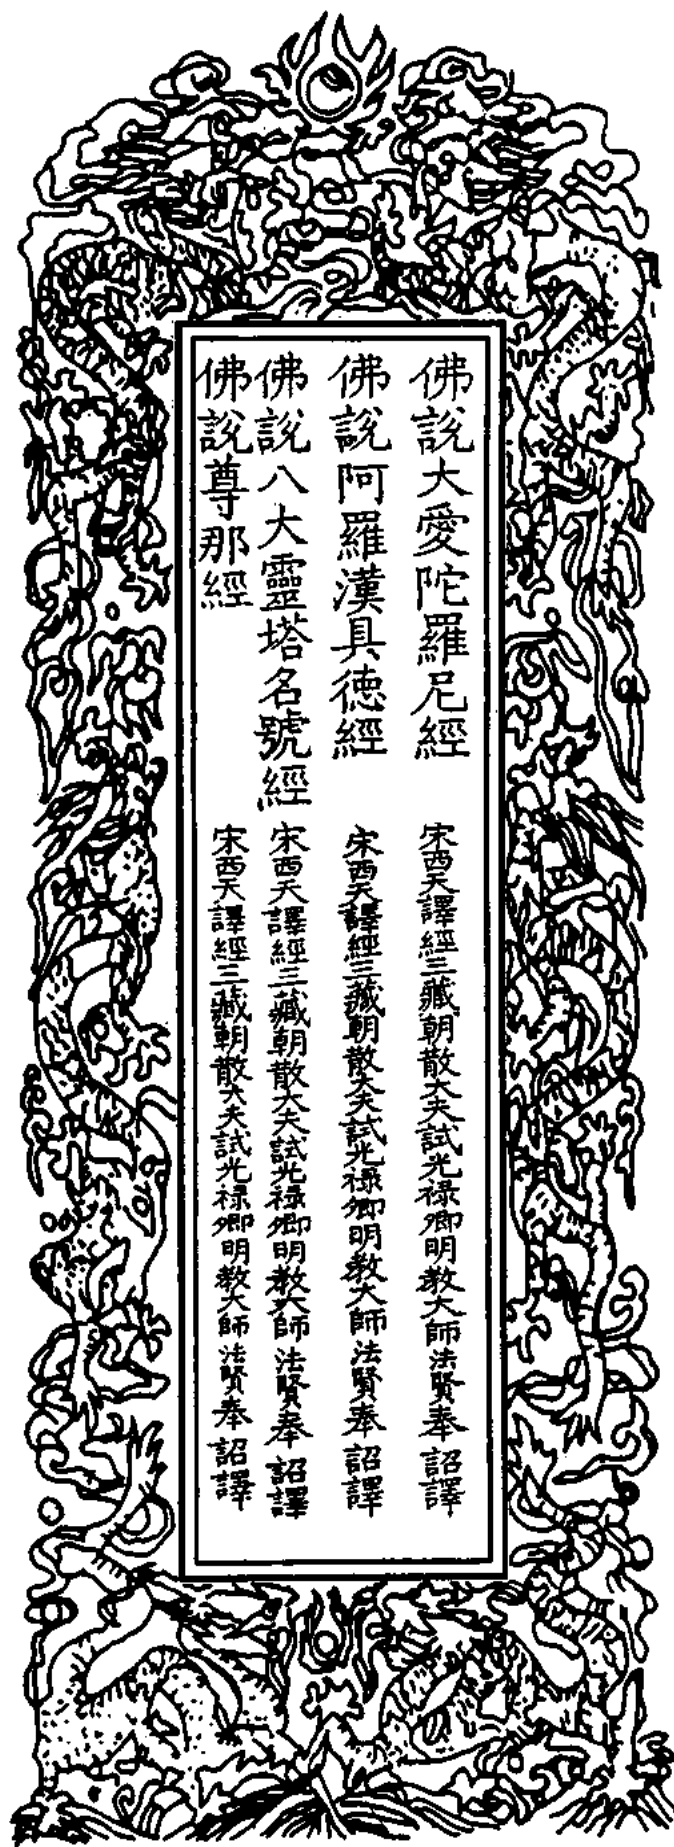 佛說大愛陀羅尼經
宋西天譯經三藏朝散大夫試光祿卿明教大師法賢奉 詔譯
佛說阿羅漢具德經
宋西天譯經三藏朝散大夫試光祿卿明教大師法賢奉 詔譯
佛說八大靈塔名號經
宋西天譯經三藏朝散大夫試光祿卿明教大師法賢奉 詔譯
佛說尊那經
宋西天譯經三藏朝散大夫試光祿卿明教大師法賢奉 詔譯